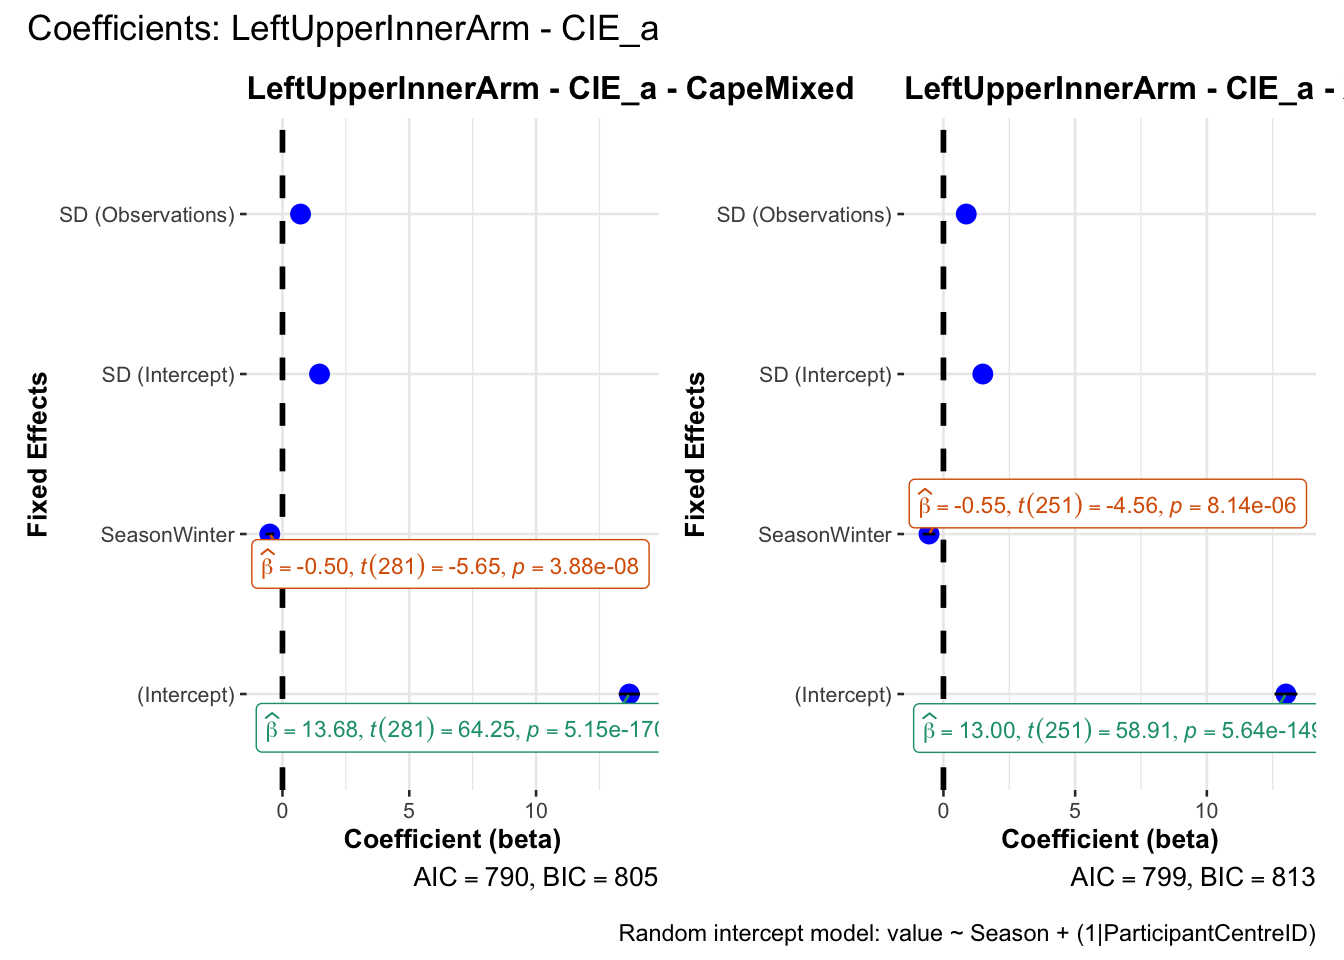 Coefficients: LeftUpperInnerArm - CIE_a
LeftUpperInnerArm - CIE_a - CapeMixed
SD (Observations)
SD (Intercept)
SeasonWinter
(Intercept)
Fixed Effects
β̂ = -0.50, t(281) = -5.65, p = 3.88e-08
β̂ = 13.68, t(281) = 64.25, p = 5.15e-170
0 5 10
Coefficient (beta)
AIC = 790, BIC = 805
LeftUpperInnerArm - CIE_a -
SD (Observations)
SD (Intercept)
SeasonWinter
(Intercept)
Fixed Effects
β̂ = -0.55, t(251) = -4.56, p = 8.14e-06
β̂ = 13.00, t(251) = 58.91, p = 5.64e-149
0 5 10
Coefficient (beta)
AIC = 799, BIC = 813
Random intercept model: value ~ Season + (1|ParticipantCentreID)